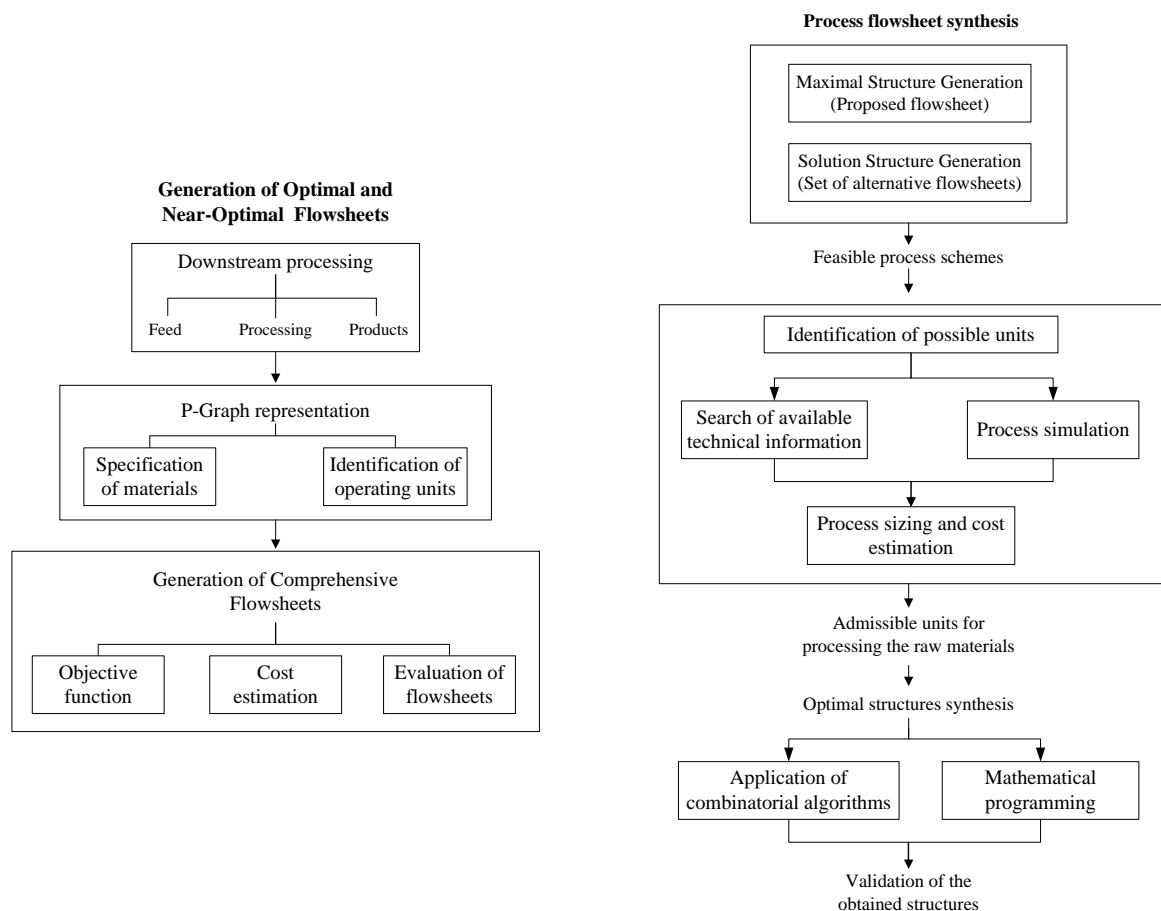 Generation of Optimal and
Near-Optimal Flowsheets
Downstream processing
Feed
Processing
Products
P-Graph representation
Specification
of materials
Identification of
operating units
Generation of Comprehensive
Flowsheets
Objective
function
Cost
estimation
Evaluation of
flowsheets
Process flowsheet synthesis
Maximal Structure Generation
(Proposed flowsheet)
Solution Structure Generation
(Set of alternative flowsheets)
Feasible process schemes
Identification of possible units
Search of available
technical information
Process simulation
Process sizing and cost
estimation
Admissible units for
processing the raw materials
Optimal structures synthesis
Application of
combinatorial algorithms
Mathematical
programming
Validation of the
obtained structures